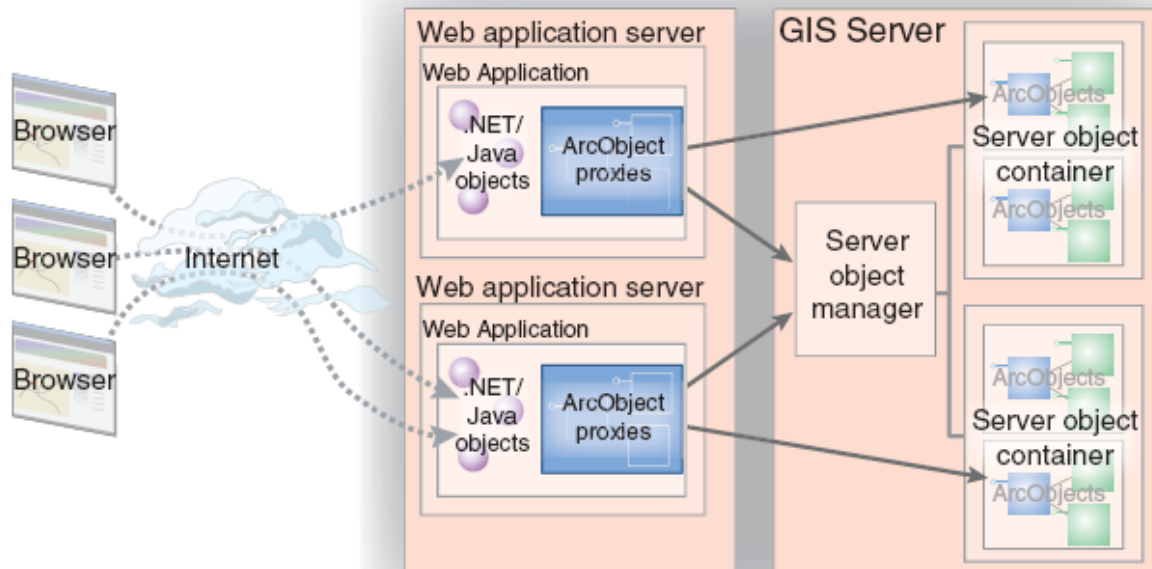 Browser
Browser
Browser
Internet
Web application server
Web Application
.NET/
Java
objects
ArcObject
proxies
Web application server
Web Application
.NET/
Java
objects
ArcObject
proxies
GIS Server
Server
object
manager
ArcObjects
Server object
container
ArcObjects
ArcObjects
Server object
container
ArcObjects